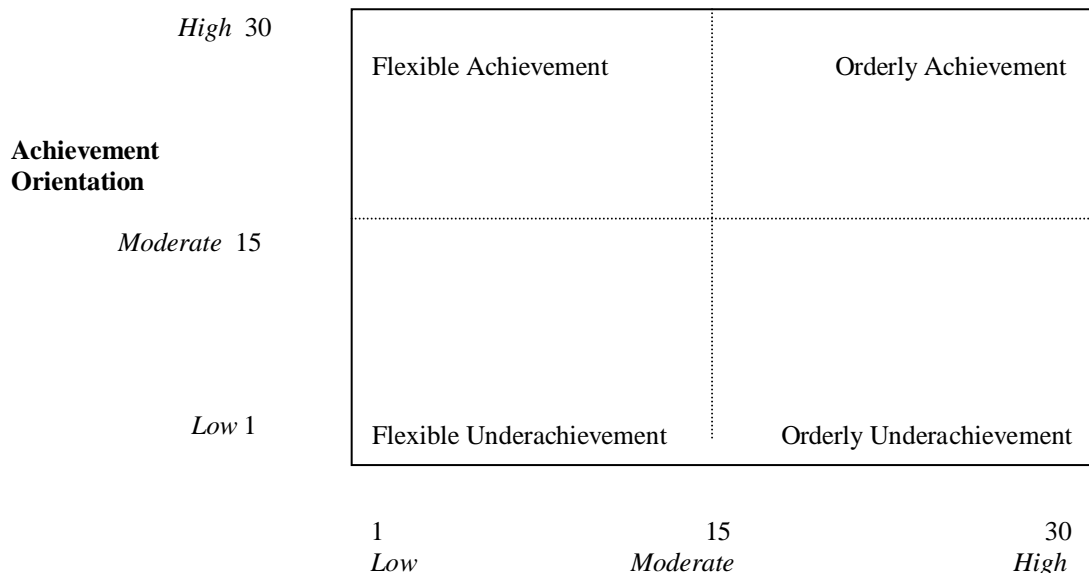 High 30
Flexible Achievement Orderly Achievement
Achievement
Orientation
Moderate 15
Low 1
Flexible Underachievement Orderly Underachievement
1 15 30
Low Moderate High